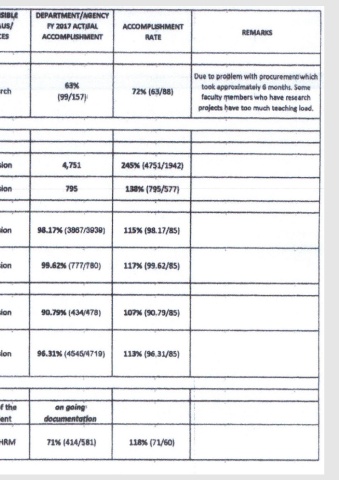 SIBLE DEPARTMENT/AGENCY
AUS/ FY 2017 ACTUAL ACCOMPLISHMENT
CES ACCOMPLISHMENT RATE REMARKS
Due to problem with procurement which
63% took approximately 6 months. Some
rch (99/157) 72% (63/88) faculty members who have research
projects have too much teaching load.
sion 4,751 245% (4751/1942)
sion 795 138% (795/577)
sion 98.17% (3867/3939) 115% (98.17/85)
sion 99.62% (777/780) 117% (99.62/85)
sion 90.79% (434/478) 107% (90.79/85)
sion 96.31% (4545/4719) 113% (96.31/85)
f the on going
ent documentation
HRM 71% (414/581) 118% (71/60)